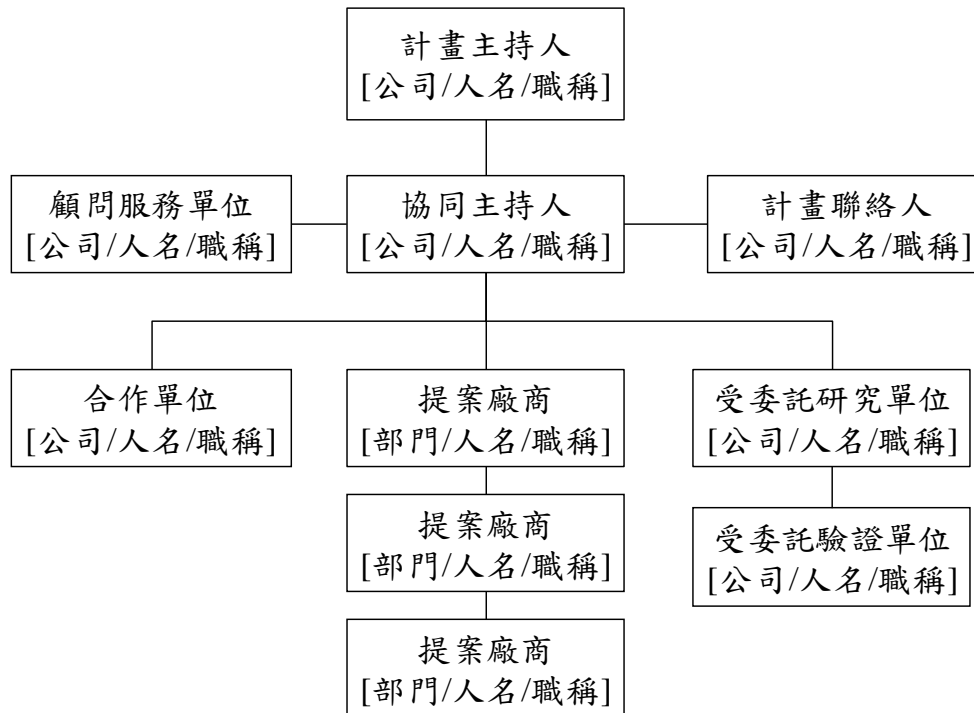 計畫主持人
[公司/人名/職稱]
顧問服務單位
[公司/人名/職稱]
協同主持人
[公司/人名/職稱]
計畫聯絡人
[公司/人名/職稱]
合作單位
[公司/人名/職稱]
提案廠商
[部門/人名/職稱]
受委託研究單位
[公司/人名/職稱]
提案廠商
[部門/人名/職稱]
受委託驗證單位
[公司/人名/職稱]
提案廠商
[部門/人名/職稱]